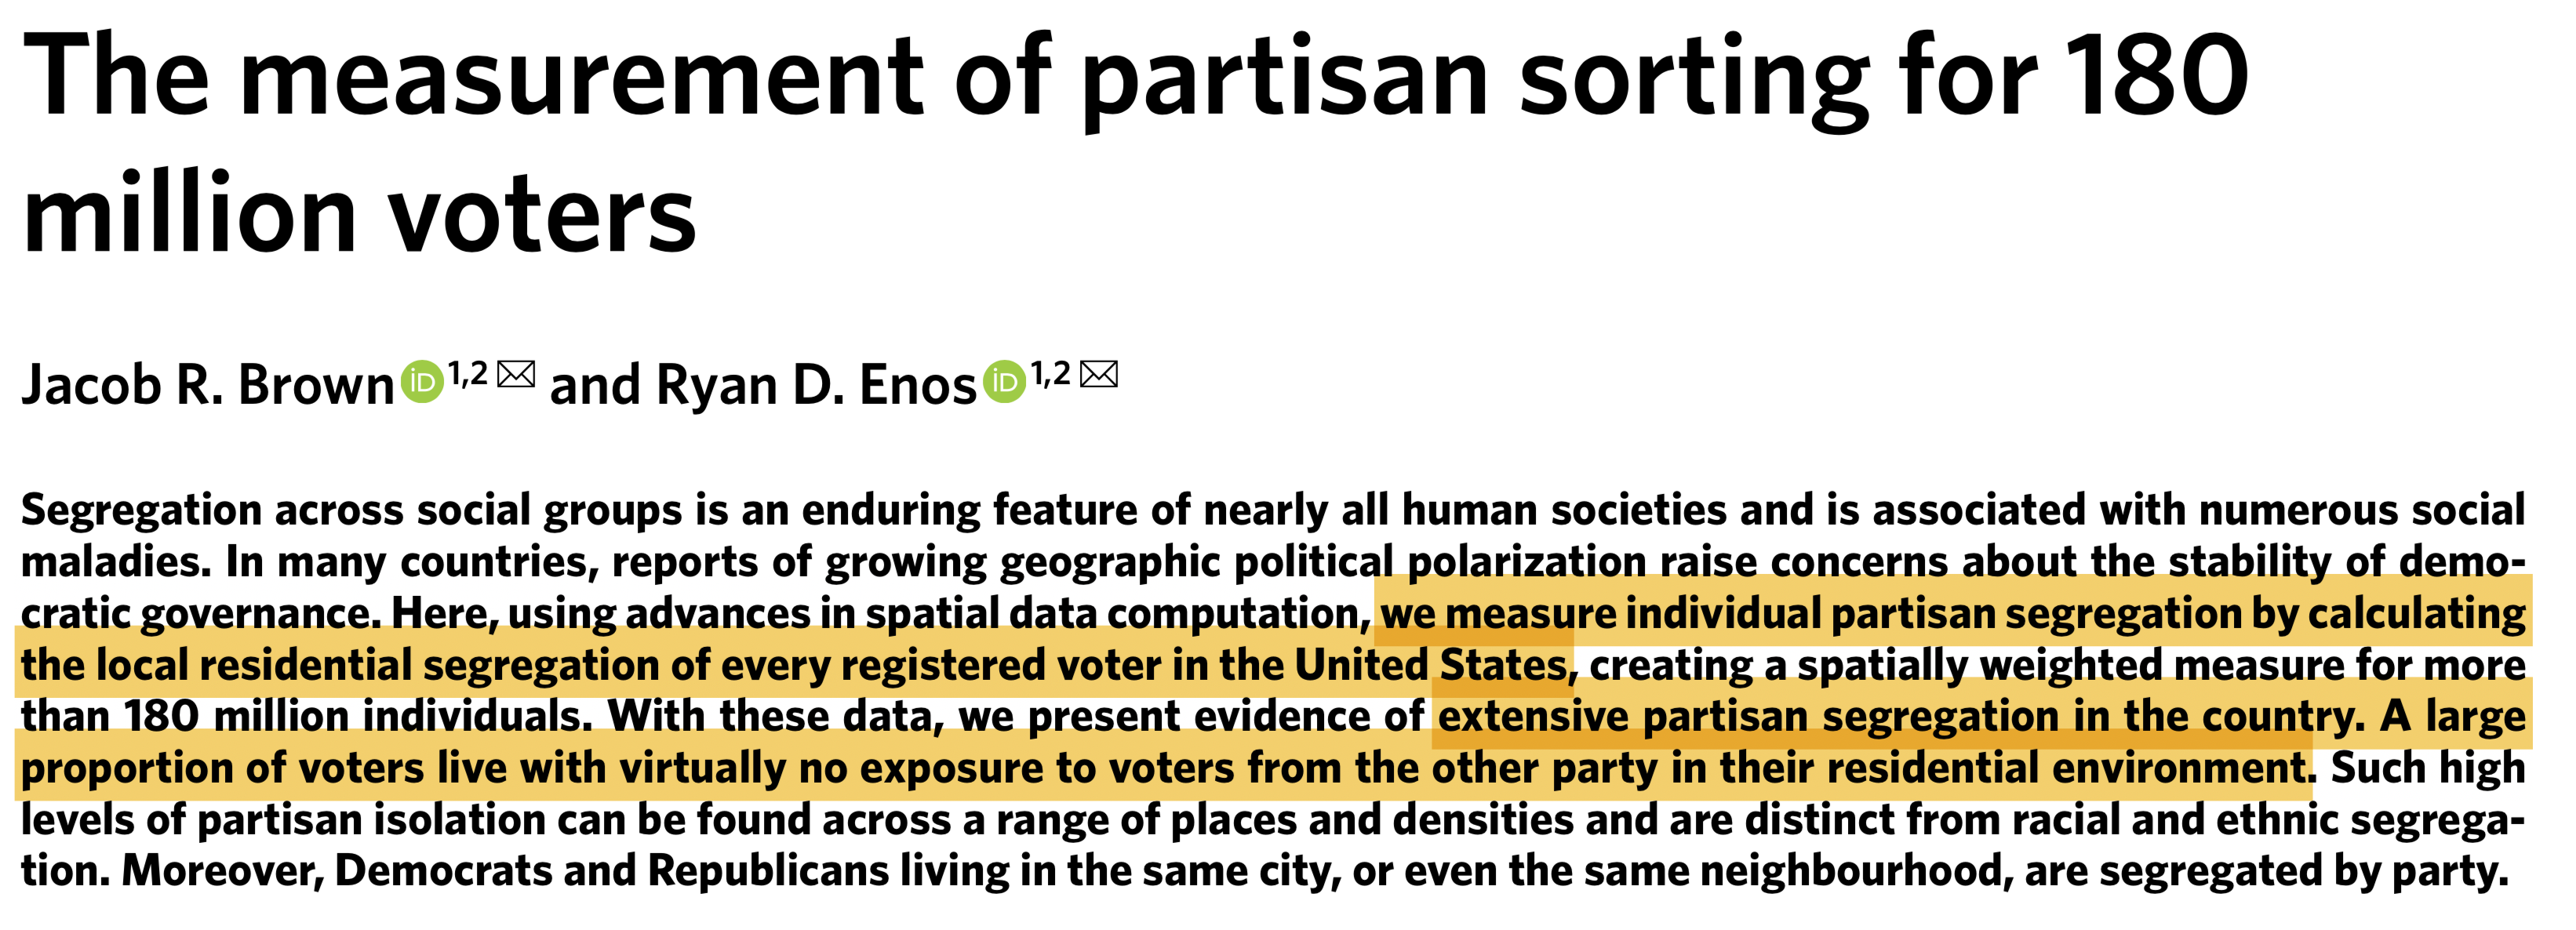 The measurement of partisan sorting for 180
million voters
Jacob R. Brown iD 1,2 and Ryan D. Enos iD 1,2
Segregation across social groups is an enduring feature of nearly all human societies and is associated with numerous social
maladies. In many countries, reports of growing geographic political polarization raise concerns about the stability of demo-
cratic governance. Here, using advances in spatial data computation, we measure individual partisan segregation by calculating
the local residential segregation of every registered voter in the United States, creating a spatially weighted measure for more
than 180 million individuals. With these data, we present evidence of extensive partisan segregation in the country. A large
proportion of voters live with virtually no exposure to voters from the other party in their residential environment. Such high
levels of partisan isolation can be found across a range of places and densities and are distinct from racial and ethnic segrega-
tion. Moreover, Democrats and Republicans living in the same city, or even the same neighbourhood, are segregated by party.